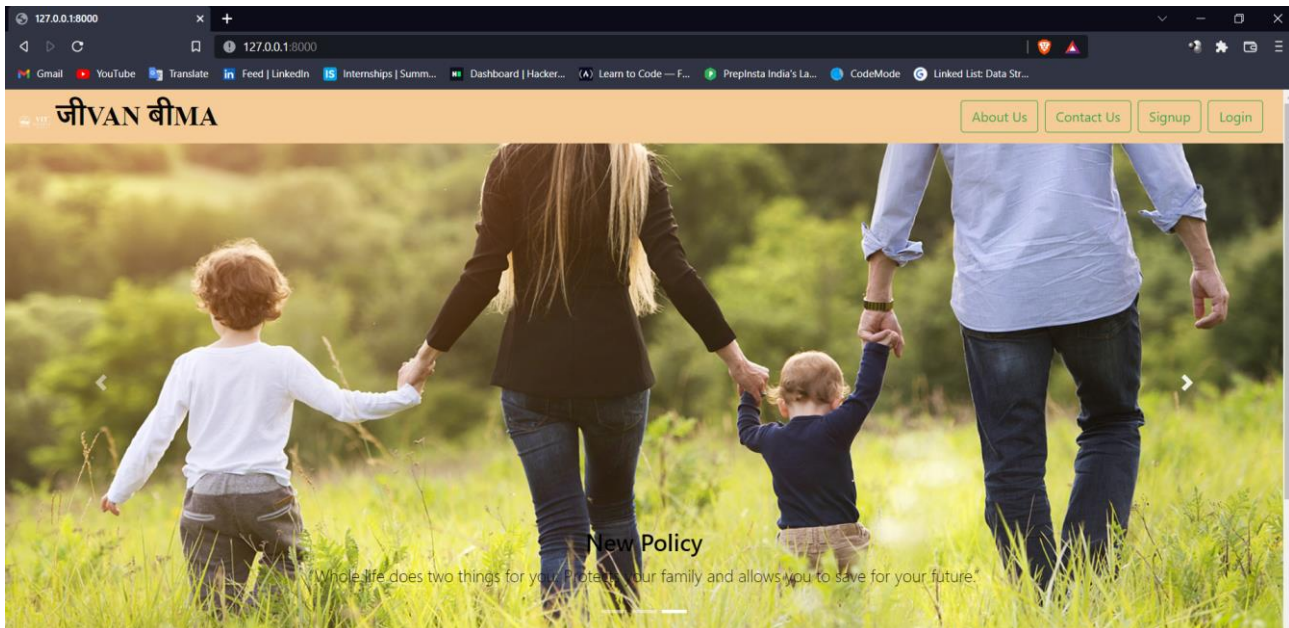 127.0.0.1:8000
127.0.0.1:8000
Gmail YouTube Translate Feed | LinkedIn Internships | Summ... Dashboard | Hacker... Learn to Code — F... PrepInsta India's La... CodeMode Linked List: Data Str...
जीVAN बीMA About Us Contact Us Signup Login
New Policy
"Whole life does two things for you. Protects your family and allows you to save for your future."